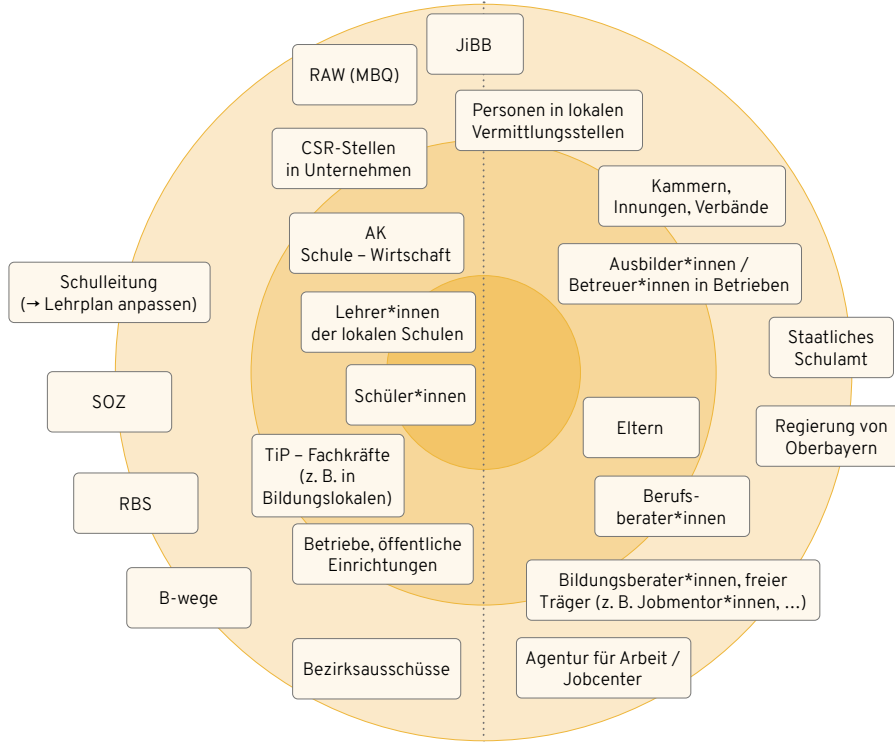 JiBB
RAW (MBQ)
Personen in lokalen
Vermittlungsstellen
CSR-Stellen
in Unternehmen
Kammern,
Innungen, Verbände
AK
Schule – Wirtschaft
Ausbilder*innen /
Betreuer*innen in Betrieben
Schulleitung
(→ Lehrplan anpassen)
Lehrer*innen
der lokalen Schulen
Staatliches
Schulamt
Schüler*innen
SOZ
Eltern
Regierung von
Oberbayern
TiP – Fachkräfte
(z. B. in
Bildungslokalen)
RBS
Berufs-
berater*innen
Betriebe, öffentliche
Einrichtungen
B-wege
Bildungsberater*innen, freier
Träger (z. B. Jobmentor*innen, …)
Bezirksausschüsse
Agentur für Arbeit /
Jobcenter